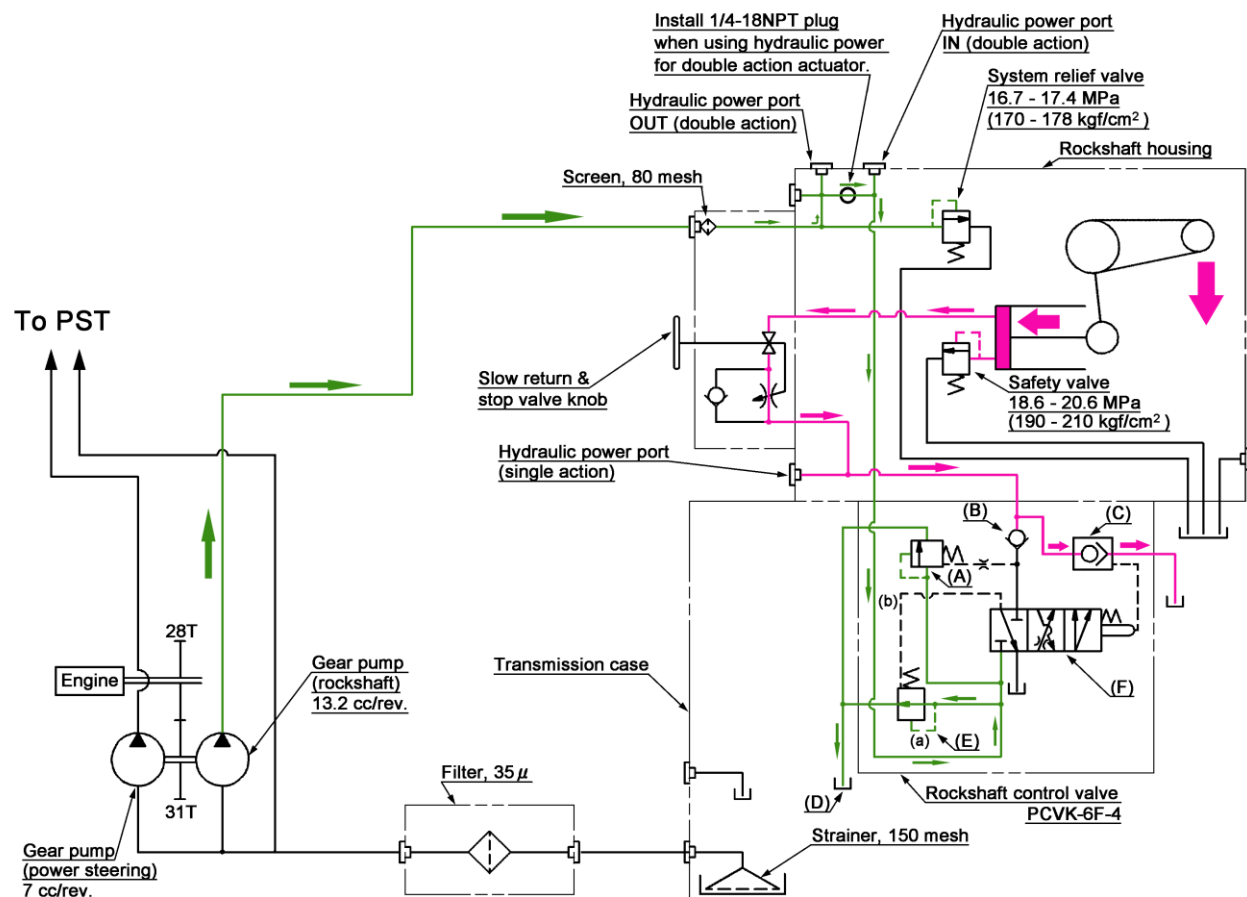 Install 1/4-18NPT plug
when using hydraulic power
for double action actuator.
Hydraulic power port
IN (double action)
System relief valve
16.7 - 17.4 MPa
(170 - 178 kgf/cm²)
Hydraulic power port
OUT (double action)
Rockshaft housing
Screen, 80 mesh
To PST
Slow return &
stop valve knob
Safety valve
18.6 - 20.6 MPa
(190 - 210 kgf/cm²)
Hydraulic power port
(single action)
(B)
(C)
(A)
(b)
28T
Engine
Gear pump
(rockshaft)
13.2 cc/rev.
Transmission case
(F)
(a)
(E)
31T
Filter, 35μ
(D)
Rockshaft control valve
PCVK-6F-4
Gear pump
(power steering)
7 cc/rev.
Strainer, 150 mesh